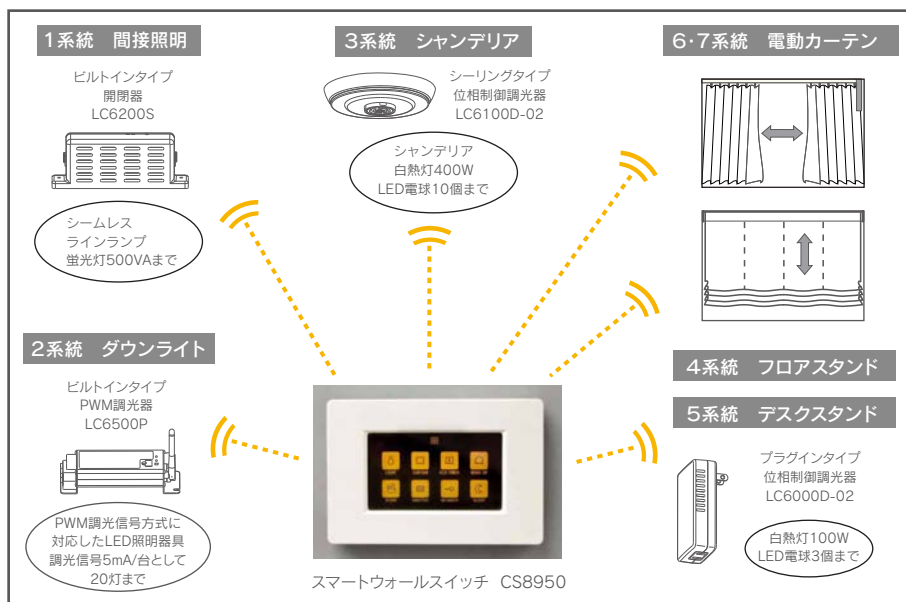 1系統 間接照明
ビルトインタイプ
開閉器
LC6200S
シームレス
ラインランプ
蛍光灯500VAまで
2系統 ダウンライト
ビルトインタイプ
PWM調光器
LC6500P
PWM調光信号方式に
対応したLED照明器具
調光信号5mA/台として
20灯まで
3系統 シャンデリア
シーリングタイプ
位相制御調光器
LC6100D-02
シャンデリア
白熱灯400W
LED電球10個まで
スマートウォールスイッチ CS8950
6・7系統 電動カーテン
4系統 フロアスタンド
5系統 デスクスタンド
プラグインタイプ
位相制御調光器
LC6000D-02
白熱灯100W
LED電球3個まで